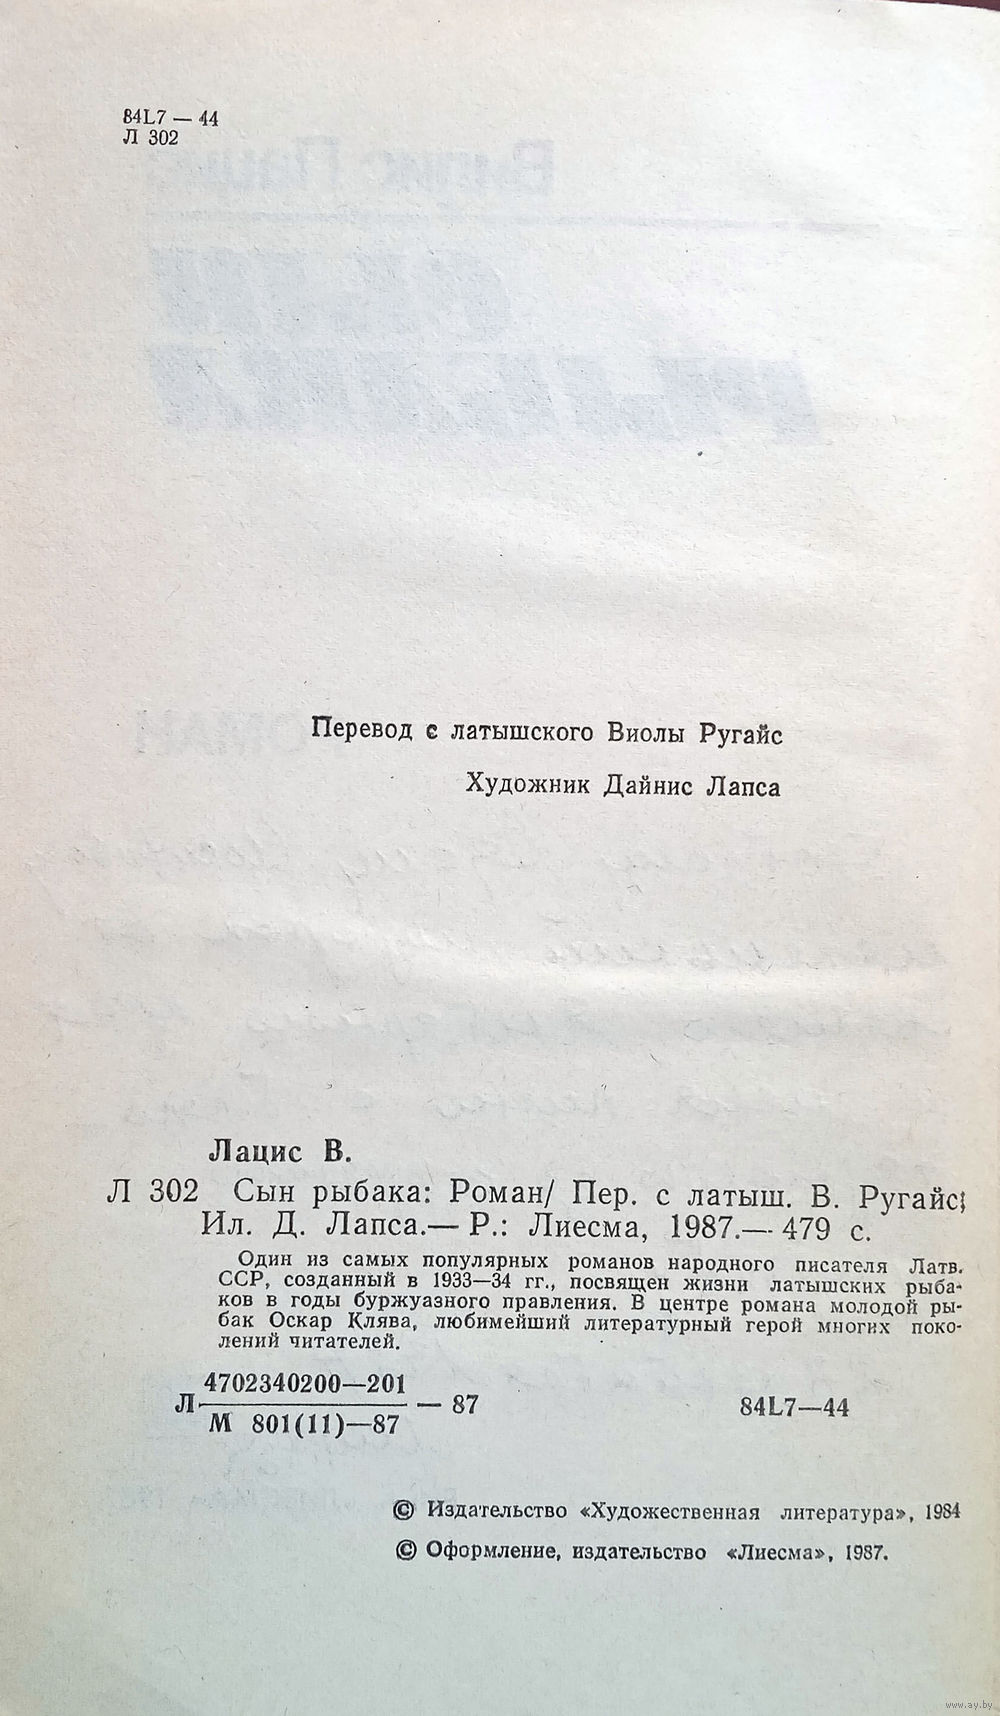 84L7 — 44
Л 302
Перевод с латышского Виолы Ругайс
Художник Дайнис Лапса
Лацис В.
Л 302 Сын рыбака: Роман/ Пер. с латыш. В. Ругайс;
Ил. Д. Лапса.— Р.: Лиесма, 1987.— 479 с.
Один из самых популярных романов народного писателя Латв.
ССР, созданный в 1933—34 гг., посвящен жизни латышских рыба-
ков в годы буржуазного правления. В центре романа молодой ры-
бак Оскар Клява, любимейший литературный герой многих поко-
лений читателей.
4702340200—201
Л — 87 84L7—44
М 801(11)—87
© Издательство «Художественная литература», 1984
© Оформление, издательство «Лиесма», 1987.
www.ay.by